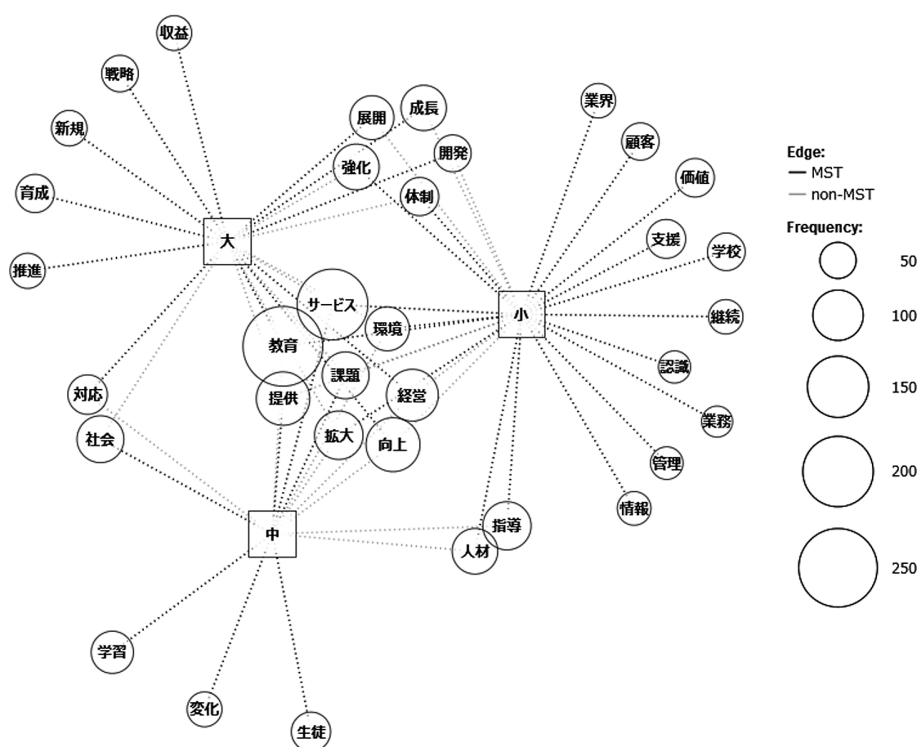 収益
戦略
新規
育成
推進
大
展開
成長
強化
開発
体制
業界
顧客
価値
支援
学校
継続
認識
業務
管理
情報
小
サービス
環境
教育
課題
提供
経営
拡大
向上
対応
社会
中
指導
人材
学習
変化
生徒
Edge:
MST
non-MST
Frequency:
50
100
150
200
250